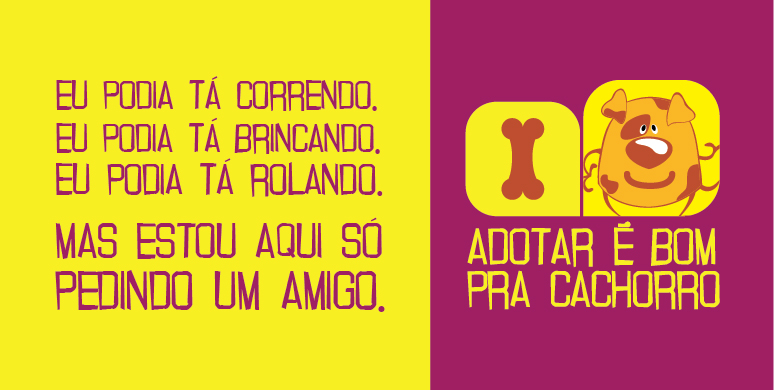 EU PODIA TÁ CORRENDO.
EU PODIA TÁ BRINCANDO.
EU PODIA TÁ ROLANDO.
MAS ESTOU AQUI SÓ
PEDINDO UM AMIGO.
ADOTAR É BOM
PRA CACHORRO